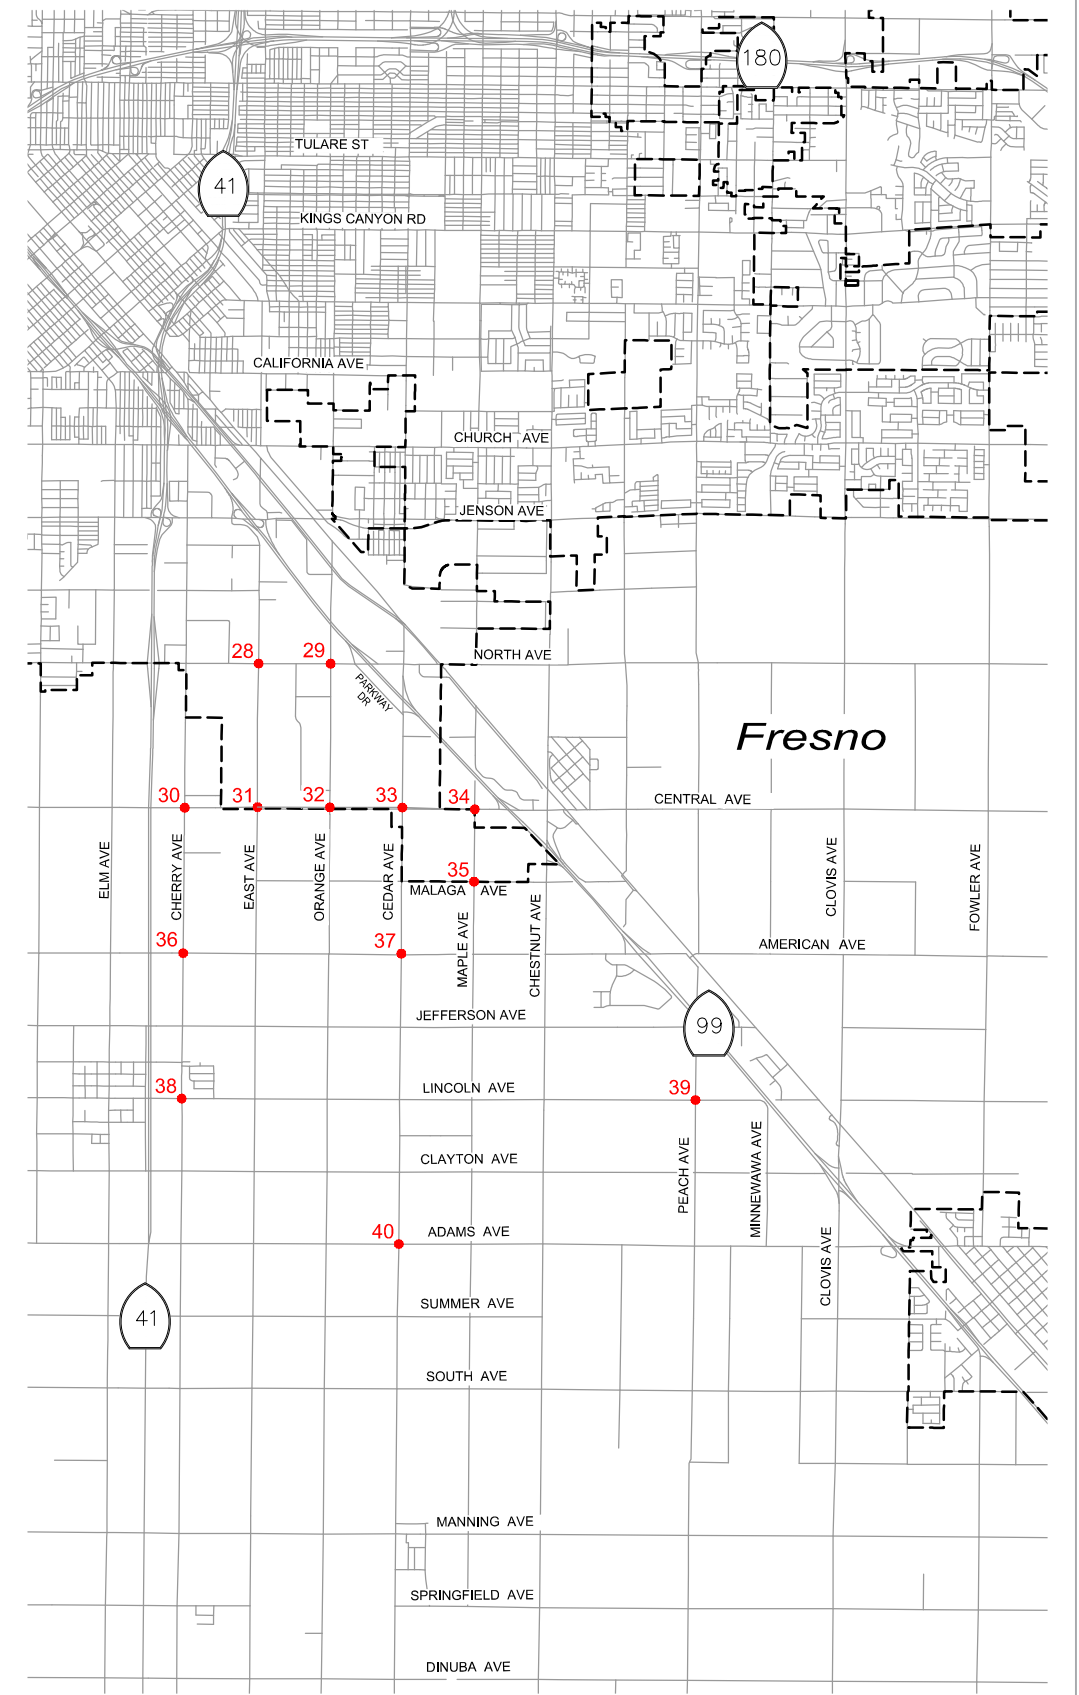 180
TULARE ST
41
KINGS CANYON RD
CALIFORNIA AVE
CHURCH AVE
JENSON AVE
28
29
NORTH AVE
PARKWAY
DR
Fresno
30
31
32
33
34
CENTRAL AVE
ELM AVE
CHERRY AVE
EAST AVE
ORANGE AVE
CEDAR AVE
35
MALAGA AVE
MAPLE AVE
CHESTNUT AVE
CLOVIS AVE
FOWLER AVE
36
37
AMERICAN AVE
JEFFERSON AVE
99
38
LINCOLN AVE
39
CLAYTON AVE
PEACH AVE
MINNEWAWA AVE
40
ADAMS AVE
CLOVIS AVE
41
SUMMER AVE
SOUTH AVE
MANNING AVE
SPRINGFIELD AVE
DINUBA AVE